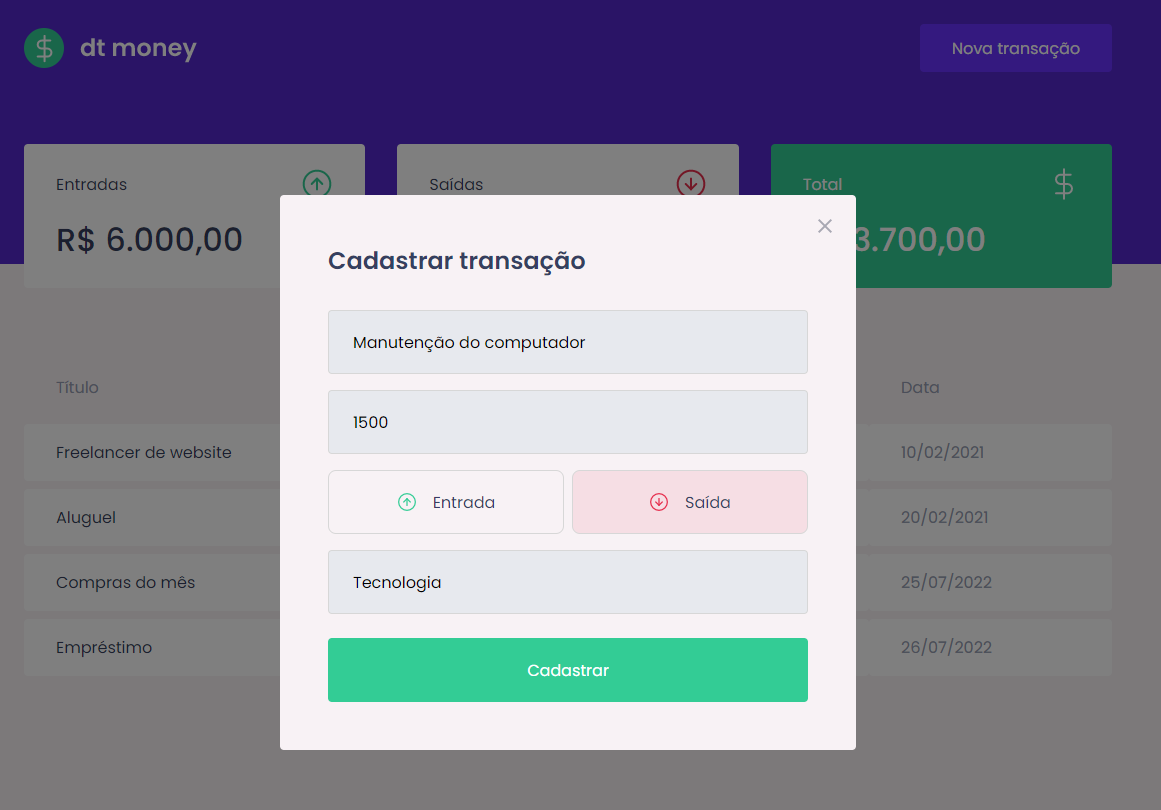 dt money
Nova transação
Entradas
Saídas
Total
R$ 6.000,00
3.700,00
Cadastrar transação
Manutenção do computador
1500
Entrada
Saída
Tecnologia
Cadastrar
Título
Data
Freelancer de website
10/02/2021
Aluguel
20/02/2021
Compras do mês
25/07/2022
Empréstimo
26/07/2022